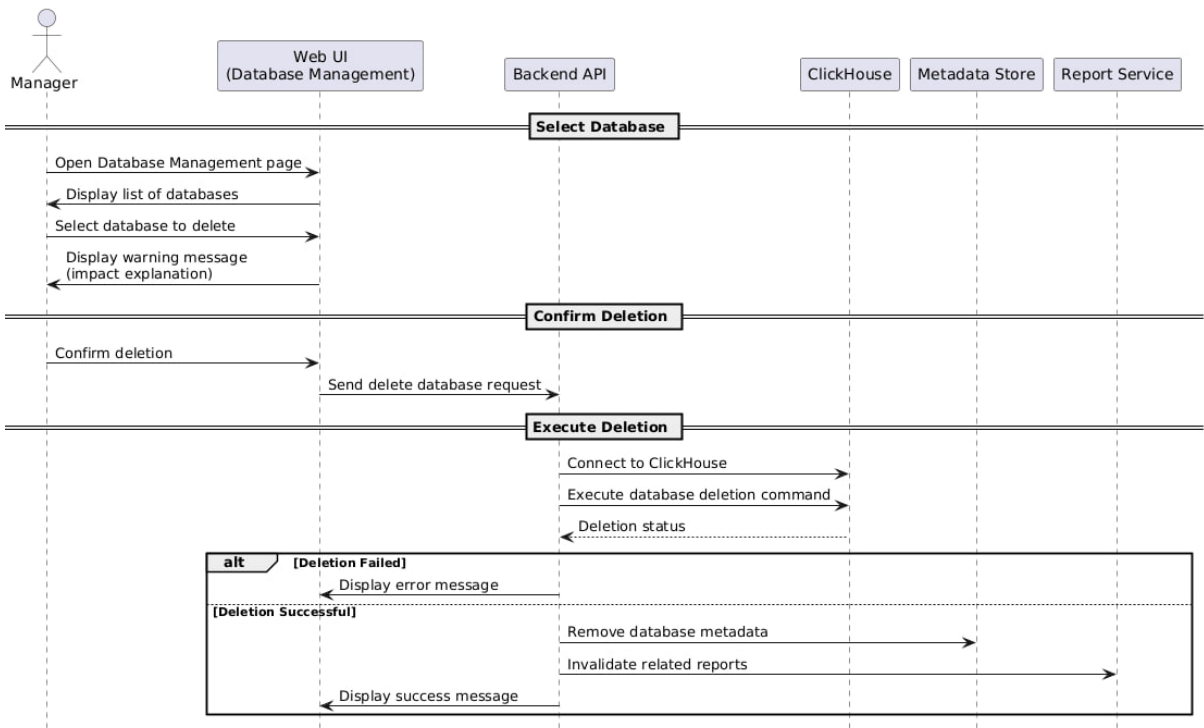 Manager
Web UI
(Database Management)
Backend API
ClickHouse
Metadata Store
Report Service
Select Database
Open Database Management page
Display list of databases
Select database to delete
Display warning message
(impact explanation)
Confirm Deletion
Confirm deletion
Send delete database request
Execute Deletion
Connect to ClickHouse
Execute database deletion command
Deletion status
alt [Deletion Failed]
Display error message
[Deletion Successful]
Remove database metadata
Invalidate related reports
Display success message